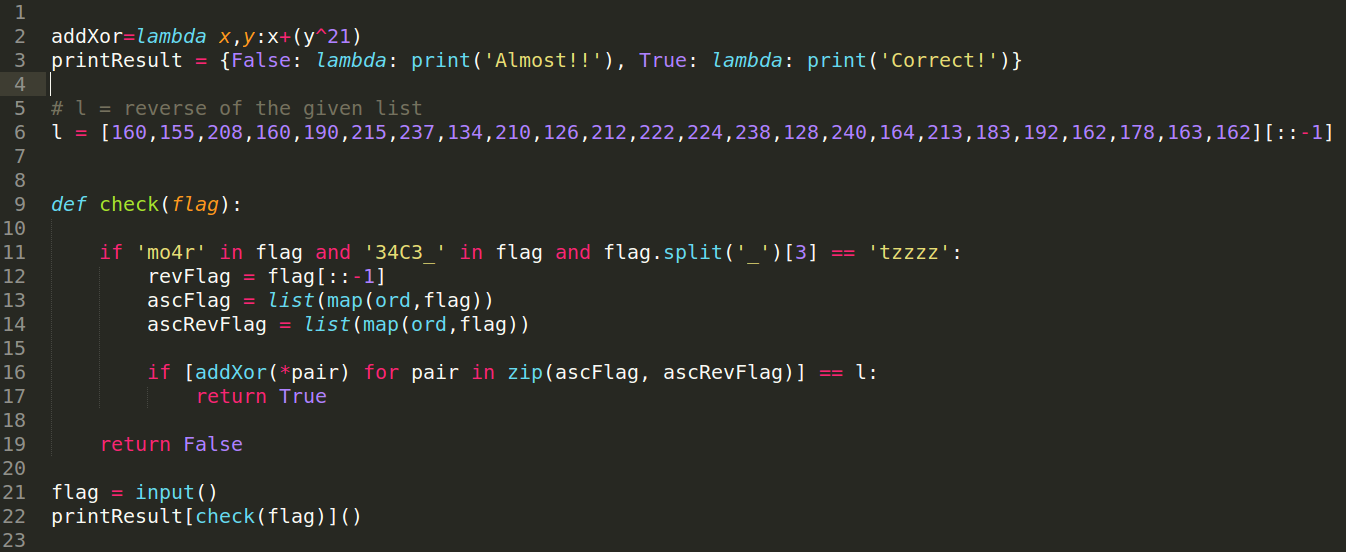 1
2 addXor=lambda x,y:x+(y^21)
3 printResult = {False: lambda: print('Almost!!'), True: lambda: print('Correct!')}
4
5 # l = reverse of the given list
6 l = [160,155,208,160,190,215,237,134,210,126,212,222,224,238,128,240,164,213,183,192,162,178,163,162][::-1]
7
8
9 def check(flag):
10
11     if 'mo4r' in flag and '34C3_' in flag and flag.split('_')[3] == 'tzzzz':
12         revFlag = flag[::-1]
13         ascFlag = list(map(ord,flag))
14         ascRevFlag = list(map(ord,flag))
15
16         if [addXor(*pair) for pair in zip(ascFlag, ascRevFlag)] == l:
17             return True
18
19     return False
20
21 flag = input()
22 printResult[check(flag)]()
23